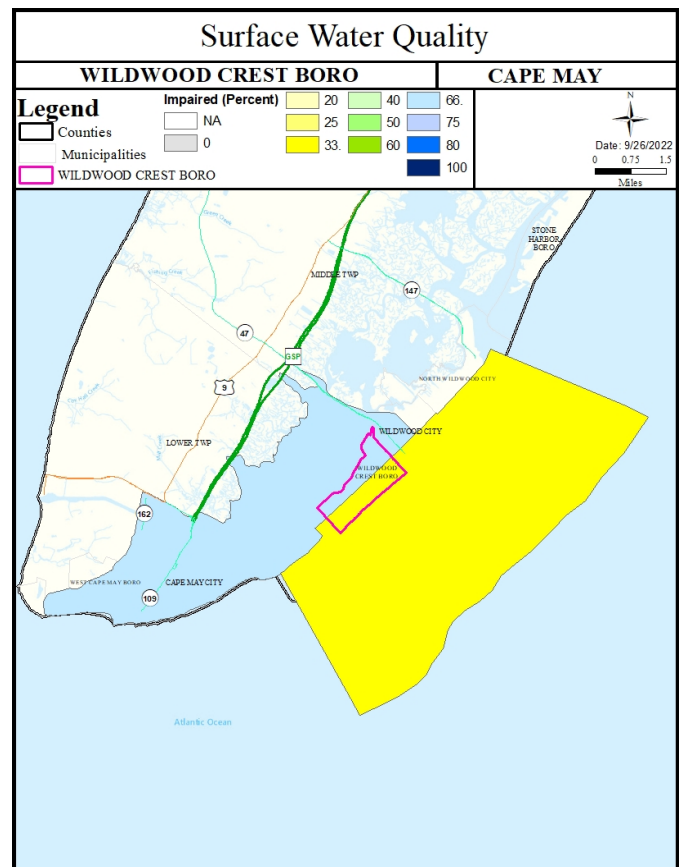 Surface Water Quality
WILDWOOD CREST BORO
CAPE MAY
Legend
Counties
Municipalities
WILDWOOD CREST BORO
Impaired (Percent)
NA
0
20
25
33.
40
50
60
66.
75
80
100
N
Date: 9/26/2022
0 0.75 1.5
Miles
STONE
HARBOR
BORO
MIDDLE TWP
147
47
GSP
9
NORTH WILDWOOD CITY
WILDWOOD CITY
LOWER TWP
WILDWOOD
CREST BORO
162
WEST CAPE MAY BORO
CAPE MAY CITY
109
Atlantic Ocean